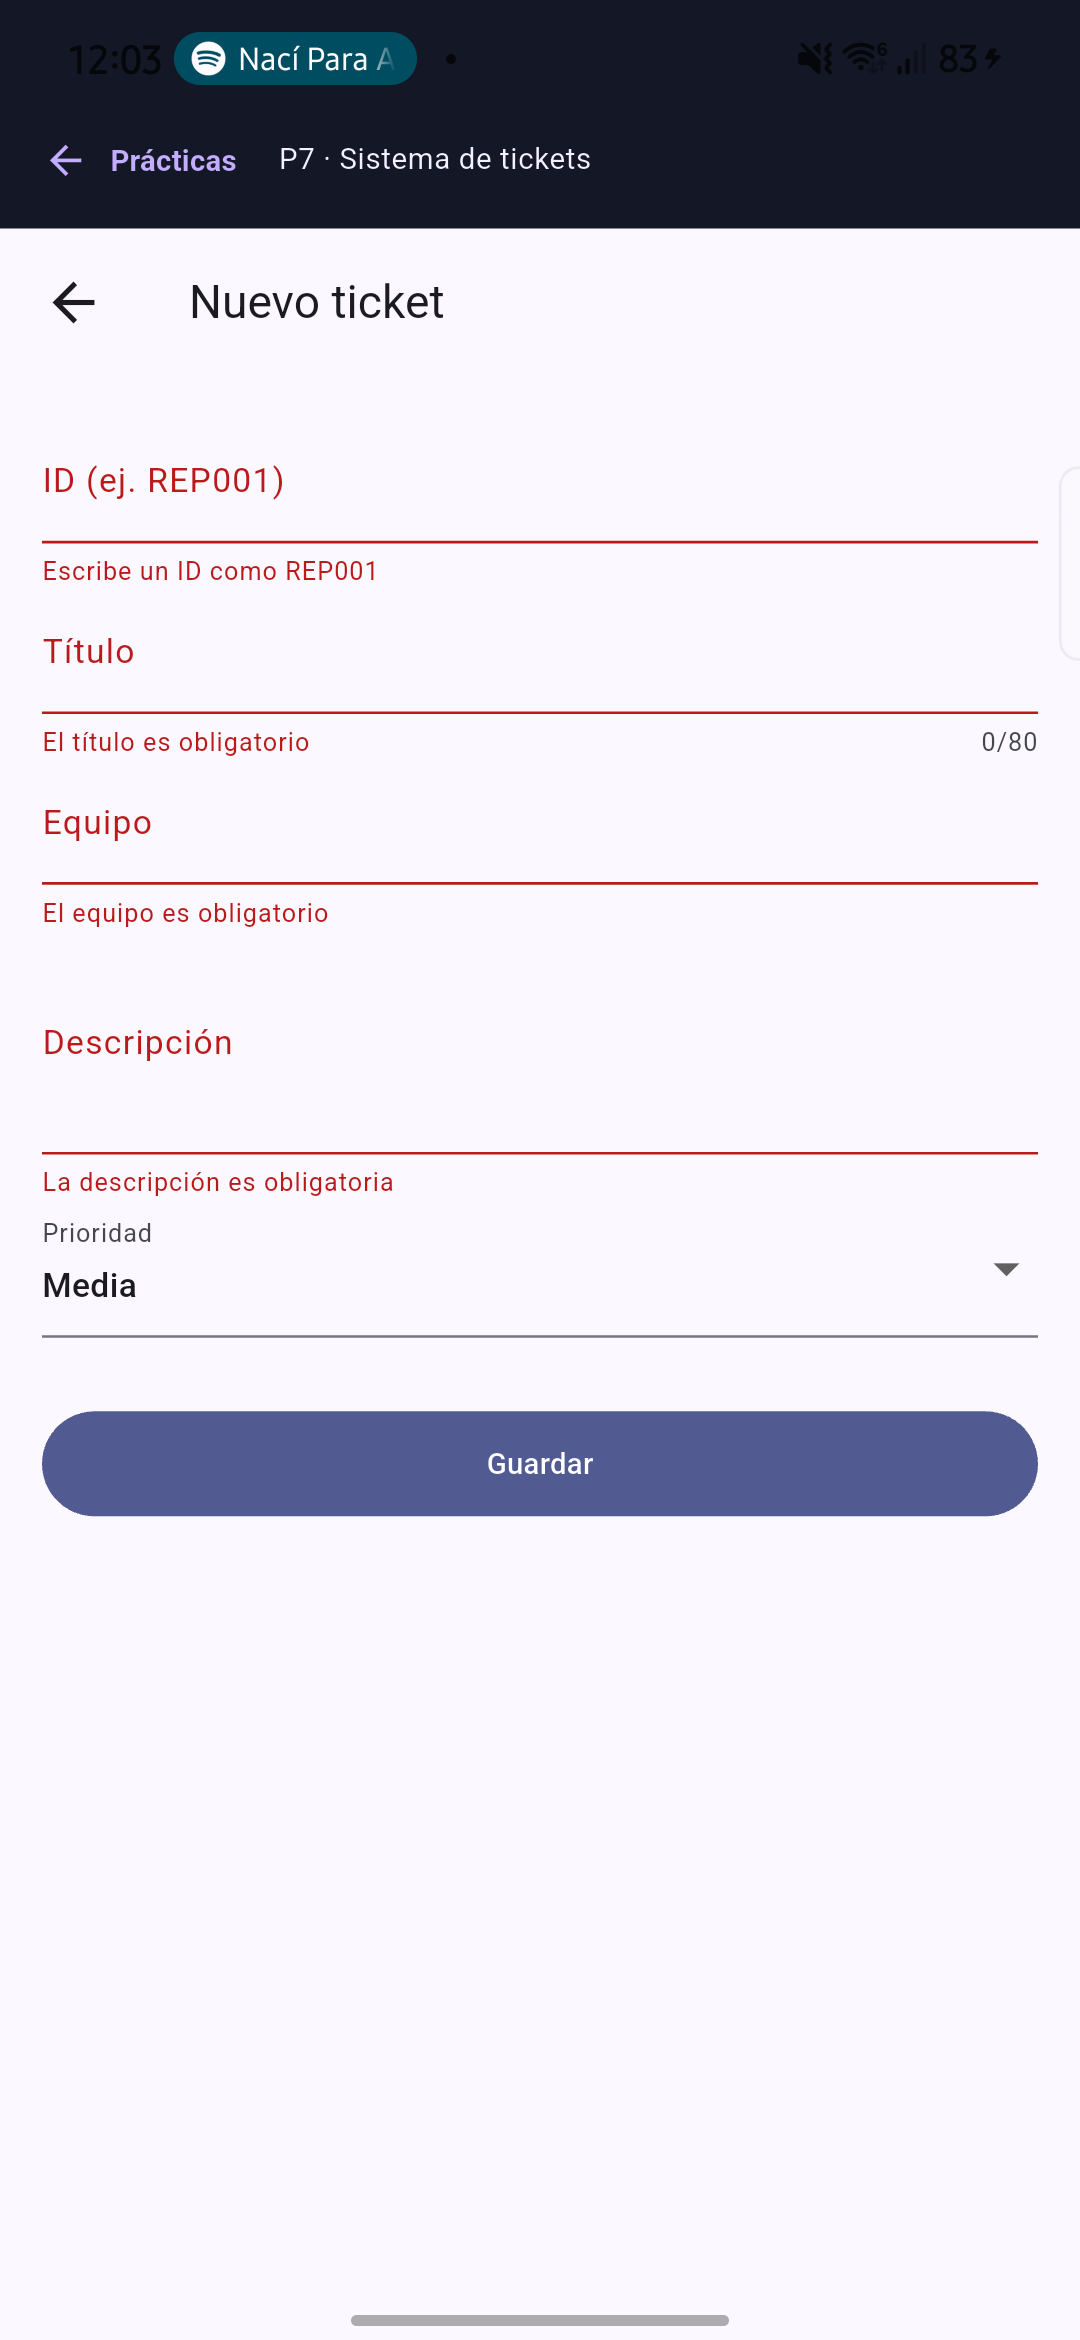 12:03 Nací Para A 6 83
Prácticas P7 · Sistema de tickets
Nuevo ticket
ID (ej. REP001)
Escribe un ID como REP001
Título
El título es obligatorio 0/80
Equipo
El equipo es obligatorio
Descripción
La descripción es obligatoria
Prioridad
Media
Guardar